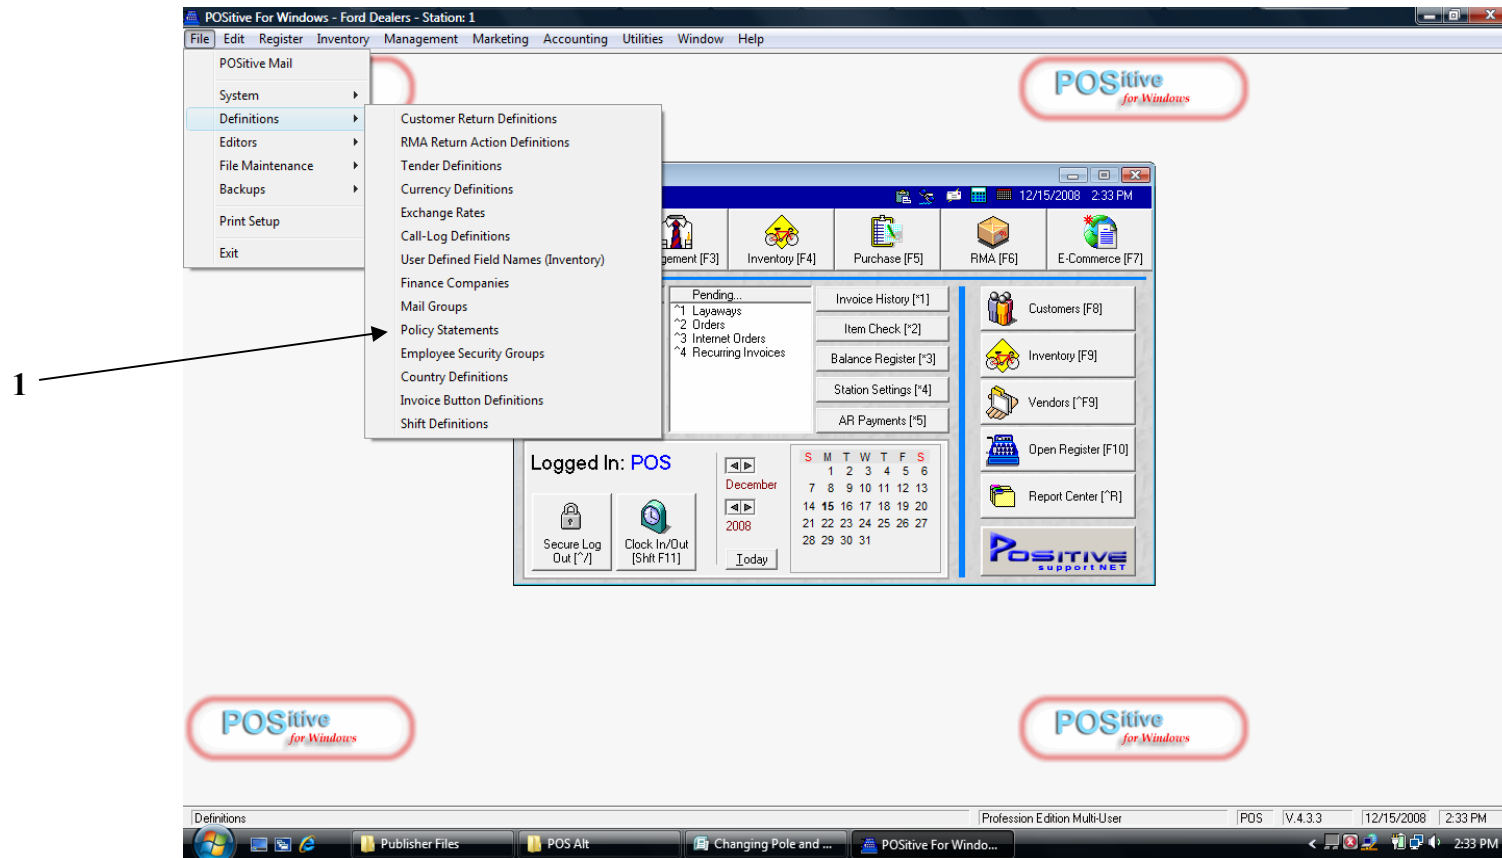 POSitive For Windows - Ford Dealers - Station: 1
File Edit Register Inventory Management Marketing Accounting Utilities Window Help
POSitive Mail
System
Definitions
Editors
File Maintenance
Backups
Print Setup
Exit
Customer Return Definitions
RMA Return Action Definitions
Tender Definitions
Currency Definitions
Exchange Rates
Call-Log Definitions
User Defined Field Names (Inventory)
Finance Companies
Mail Groups
Policy Statements
Employee Security Groups
Country Definitions
Invoice Button Definitions
Shift Definitions
1
POSitive
for Windows
12/15/2008 2:33 PM
gement [F3]
Inventory [F4]
Purchase [F5]
RMA [F6]
E-Commerce [F7]
Pending...
^1 Layaways
^2 Orders
^3 Internet Orders
^4 Recurring Invoices
Invoice History [*1]
Item Check [*2]
Balance Register [*3]
Station Settings [*4]
AR Payments [*5]
Customers [F8]
Inventory [F9]
Vendors [^F9]
Open Register [F10]
Report Center [^R]
POSITIVE
support NET
Logged In: POS
Secure Log
Out [^/]
Clock In/Out
[Shft F11]
December
2008
Today
S M T W T F S
1 2 3 4 5 6
7 8 9 10 11 12 13
14 15 16 17 18 19 20
21 22 23 24 25 26 27
28 29 30 31
POSitive
for Windows
POSitive
for Windows
Definitions
Profession Edition Multi-User
POS
V.4.3.3
12/15/2008
2:33 PM
Publisher Files
POS Alt
Changing Pole and ...
POSitive For Windo...
2:33 PM